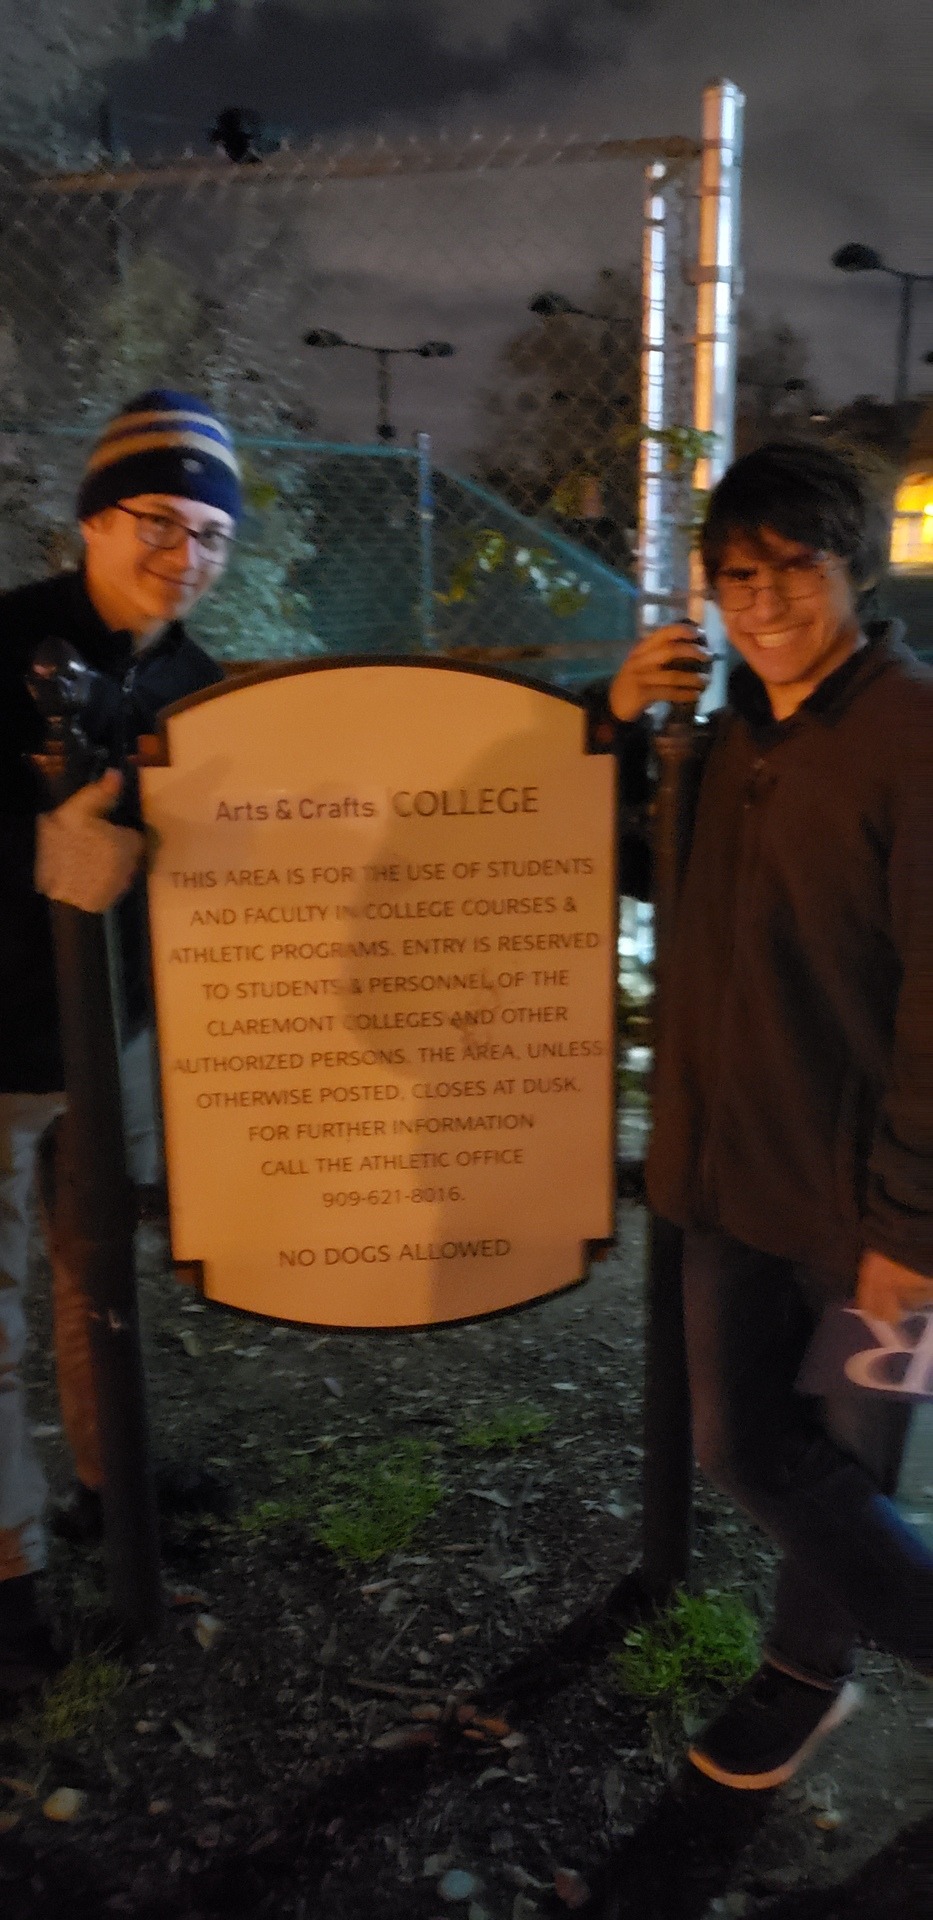 Arts & Crafts COLLEGE
THIS AREA IS FOR THE USE OF STUDENTS
AND FACULTY IN COLLEGE COURSES &
ATHLETIC PROGRAMS. ENTRY IS RESERVED
TO STUDENTS & PERSONNEL OF THE
CLAREMONT COLLEGES AND OTHER
AUTHORIZED PERSONS. THE AREA, UNLESS
OTHERWISE POSTED, CLOSES AT DUSK.
FOR FURTHER INFORMATION
CALL THE ATHLETIC OFFICE
909-621-8016.
NO DOGS ALLOWED